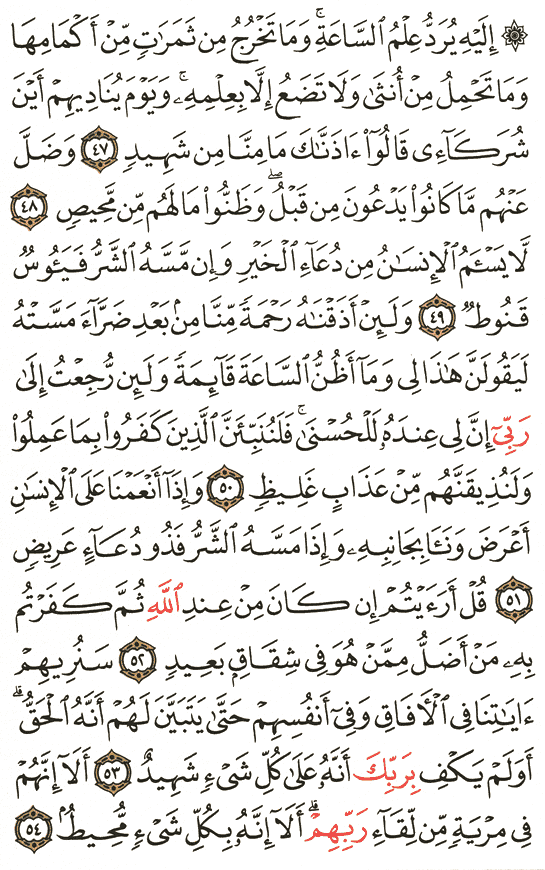 ۞ إِلَيْهِ يُرَدُّ عِلْمُ ٱلسَّاعَةِۚ وَمَا تَخْرُجُ مِن ثَمَرَٰتٍ مِّنْ أَكْمَامِهَا
وَمَا تَحْمِلُ مِنْ أُنثَىٰ وَلَا تَضَعُ إِلَّا بِعِلْمِهِۦۚ وَيَوْمَ يُنَادِيهِمْ أَيْنَ
شُرَكَآءِى قَالُوٓا۟ ءَاذَنَّٰكَ مَا مِنَّا مِن شَهِيدٍ ٤٧ وَضَلَّ
عَنْهُم مَّا كَانُوا۟ يَدْعُونَ مِن قَبْلُۖ وَظَنُّوا۟ مَا لَهُم مِّن مَّحِيصٍ ٤٨
لَّا يَسْـَٔمُ ٱلْإِنسَٰنُ مِن دُعَآءِ ٱلْخَيْرِ وَإِن مَّسَّهُ ٱلشَّرُّ فَيَـُٔوسٌ
قَنُوطٌ ٤٩ وَلَئِنْ أَذَقْنَٰهُ رَحْمَةً مِّنَّا مِنۢ بَعْدِ ضَرَّآءَ مَسَّتْهُ
لَيَقُولَنَّ هَٰذَا لِى وَمَآ أَظُنُّ ٱلسَّاعَةَ قَآئِمَةً وَلَئِن رُّجِعْتُ إِلَىٰ
رَبِّىٓ إِنَّ لِى عِندَهُۥ لَلْحُسْنَىٰۚ فَلَنُنَبِّئَنَّ ٱلَّذِينَ كَفَرُوا۟ بِمَا عَمِلُوا۟
وَلَنُذِيقَنَّهُم مِّنْ عَذَابٍ غَلِيظٍ ٥٠ وَإِذَآ أَنْعَمْنَا عَلَى ٱلْإِنسَٰنِ
أَعْرَضَ وَنَـَٔا بِجَانِبِهِۦ وَإِذَا مَسَّهُ ٱلشَّرُّ فَذُو دُعَآءٍ عَرِيضٍ
٥١ قُلْ أَرَءَيْتُمْ إِن كَانَ مِنْ عِندِ ٱللَّهِ ثُمَّ كَفَرْتُم
بِهِۦ مَنْ أَضَلُّ مِمَّنْ هُوَ فِى شِقَاقٍۭ بَعِيدٍ ٥٢ سَنُرِيهِمْ
ءَايَٰتِنَا فِى ٱلْءَافَاقِ وَفِىٓ أَنفُسِهِمْ حَتَّىٰ يَتَبَيَّنَ لَهُمْ أَنَّهُ ٱلْحَقُّۗ
أَوَلَمْ يَكْفِ بِرَبِّكَ أَنَّهُۥ عَلَىٰ كُلِّ شَىْءٍ شَهِيدٌ ٥٣ أَلَآ إِنَّهُمْ
فِى مِرْيَةٍ مِّن لِّقَآءِ رَبِّهِمْۗ أَلَآ إِنَّهُۥ بِكُلِّ شَىْءٍ مُّحِيطٌۢ ٥٤